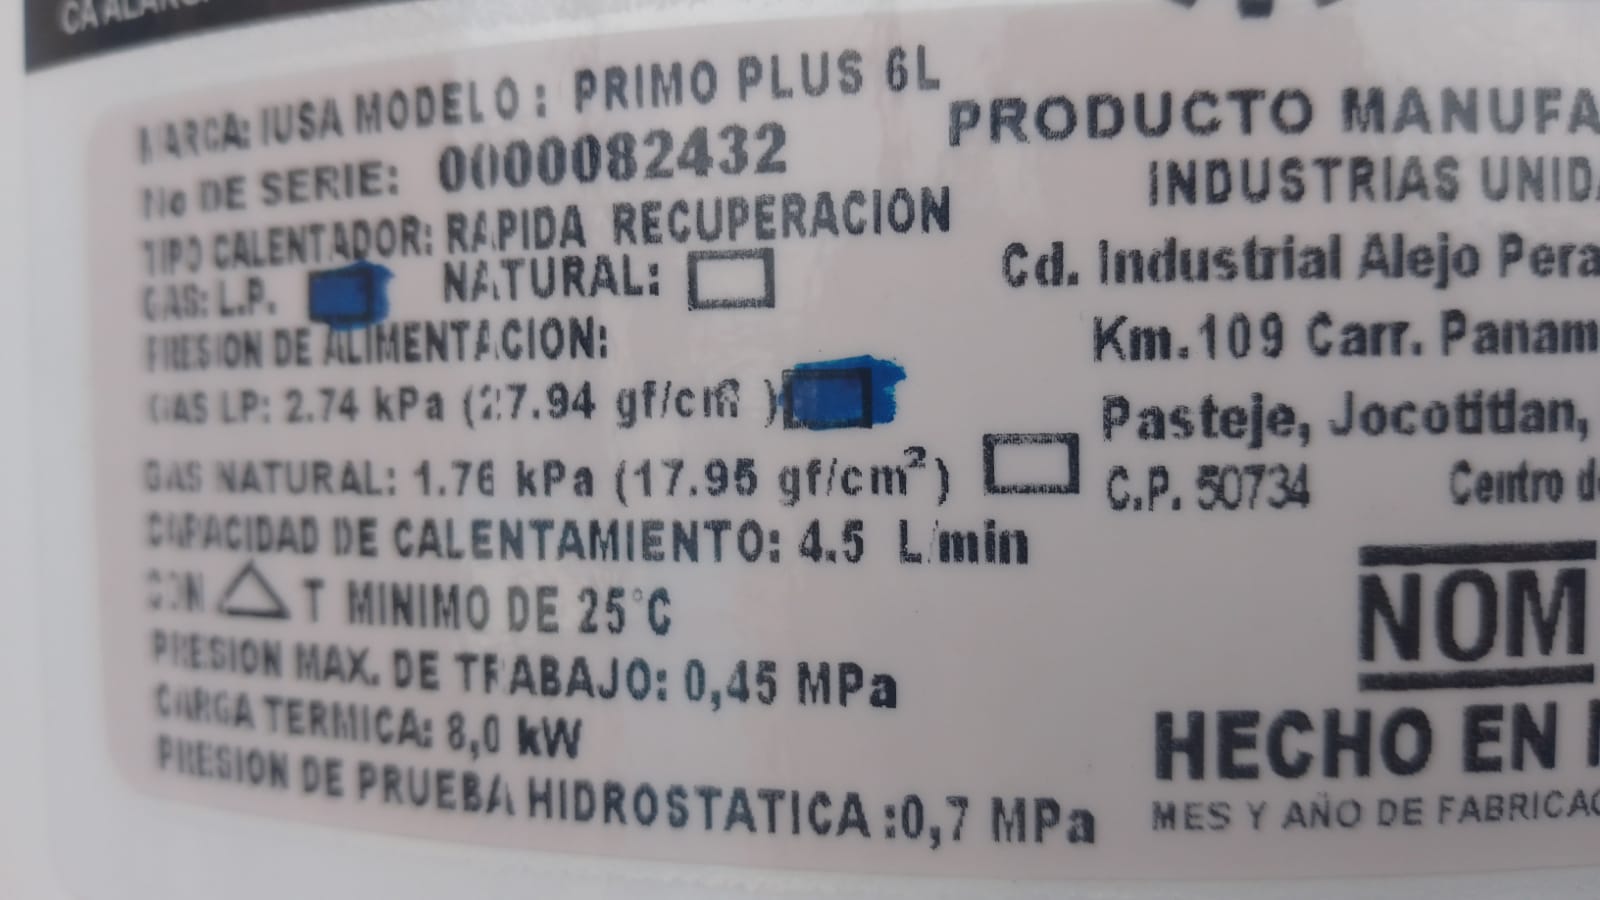 MARCA: IUSA MODELO: PRIMO PLUS 6L
No DE SERIE: 0000082432
TIPO CALENTADOR: RAPIDA RECUPERACION
GAS: L.P. NATURAL:
PRESION DE ALIMENTACION:
GAS LP: 2.74 kPa (27.94 gf/cm² )
GAS NATURAL: 1.76 kPa (17.95 gf/cm²)
CAPACIDAD DE CALENTAMIENTO: 4.5 L/min
CON △ T MINIMO DE 25°C
PRESION MAX. DE TRABAJO: 0,45 MPa
CARGA TERMICA: 8,0 kW
PRESION DE PRUEBA HIDROSTATICA :0,7 MPa
PRODUCTO MANUFA
INDUSTRIAS UNID
Cd. Industrial Alejo Pera
Km.109 Carr. Panam
Pasteje, Jocotitlan,
C.P. 50734 Centro d
NOM
HECHO EN
MES Y AÑO DE FABRICAC